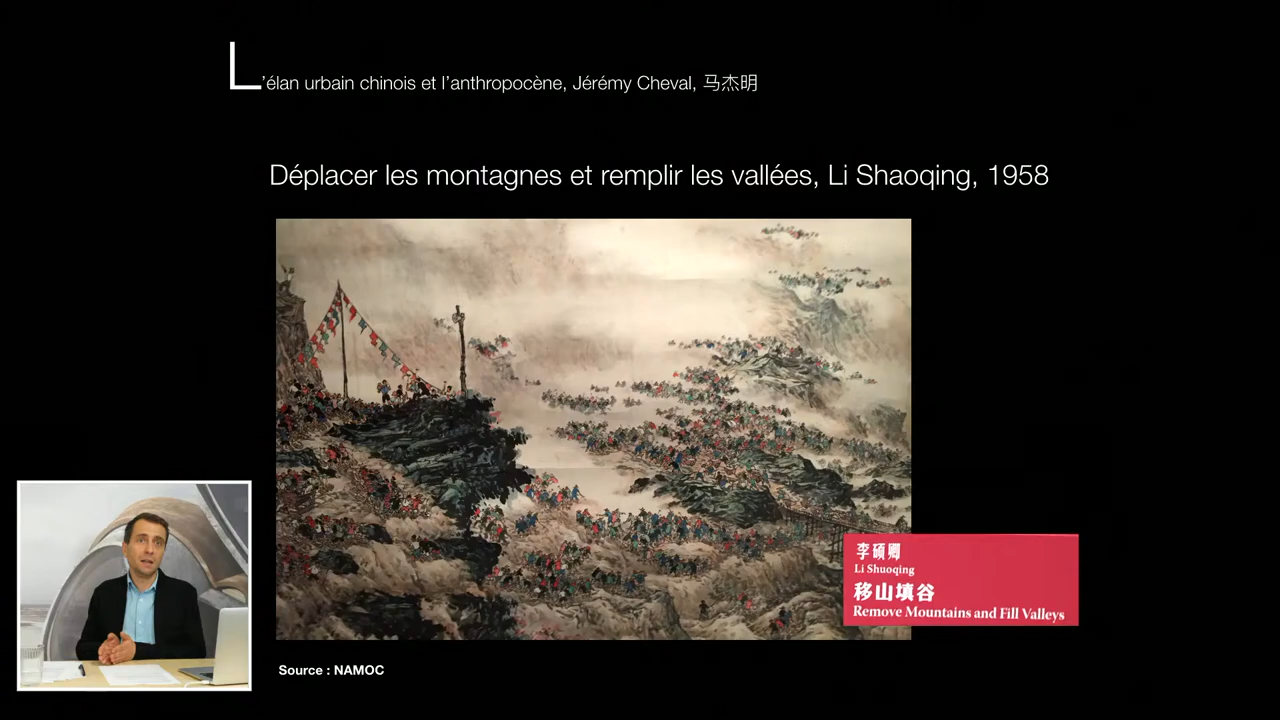 L'élan urbain chinois et l'anthropocène, Jérémy Cheval, 马杰明
Déplacer les montagnes et remplir les vallées, Li Shaoqing, 1958
李硕卿
Li Shuoqing
移山填谷
Remove Mountains and Fill Valleys
Source : NAMOC